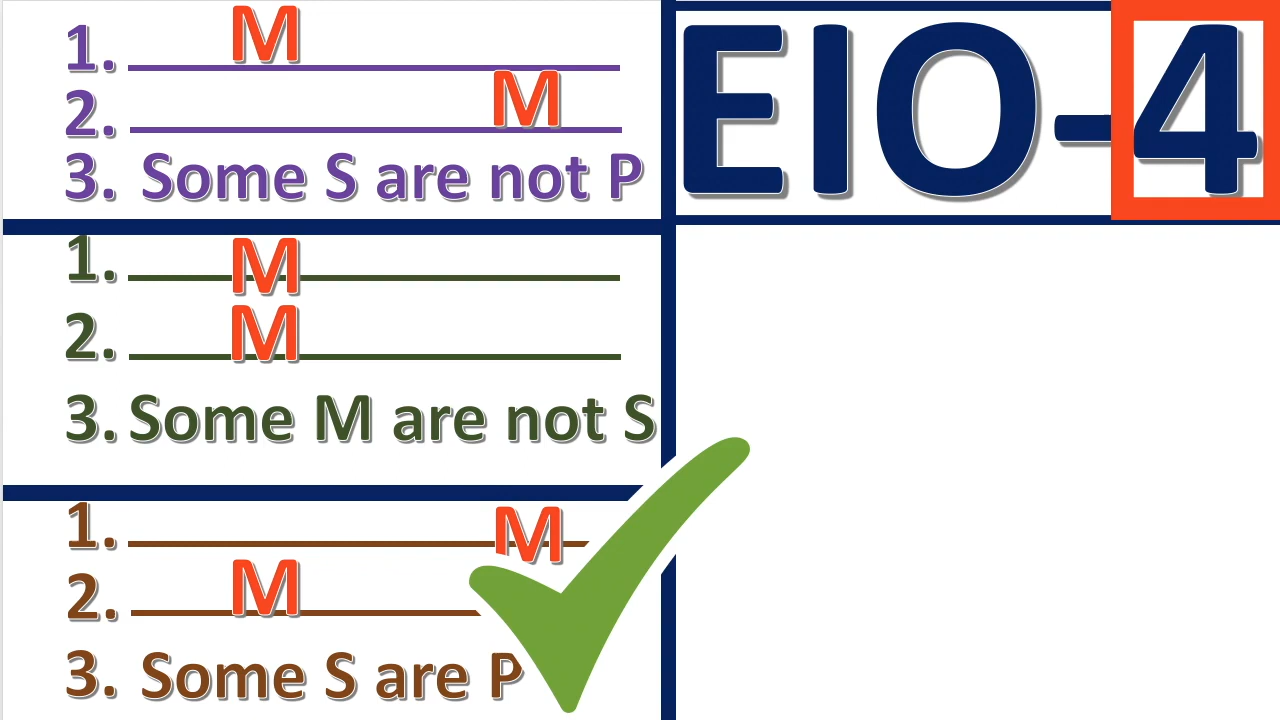 1. M
2. M
3. Some S are not P
EIO-4
1. M
2. M
3. Some M are not S
1. M
2. M
3. Some S are P